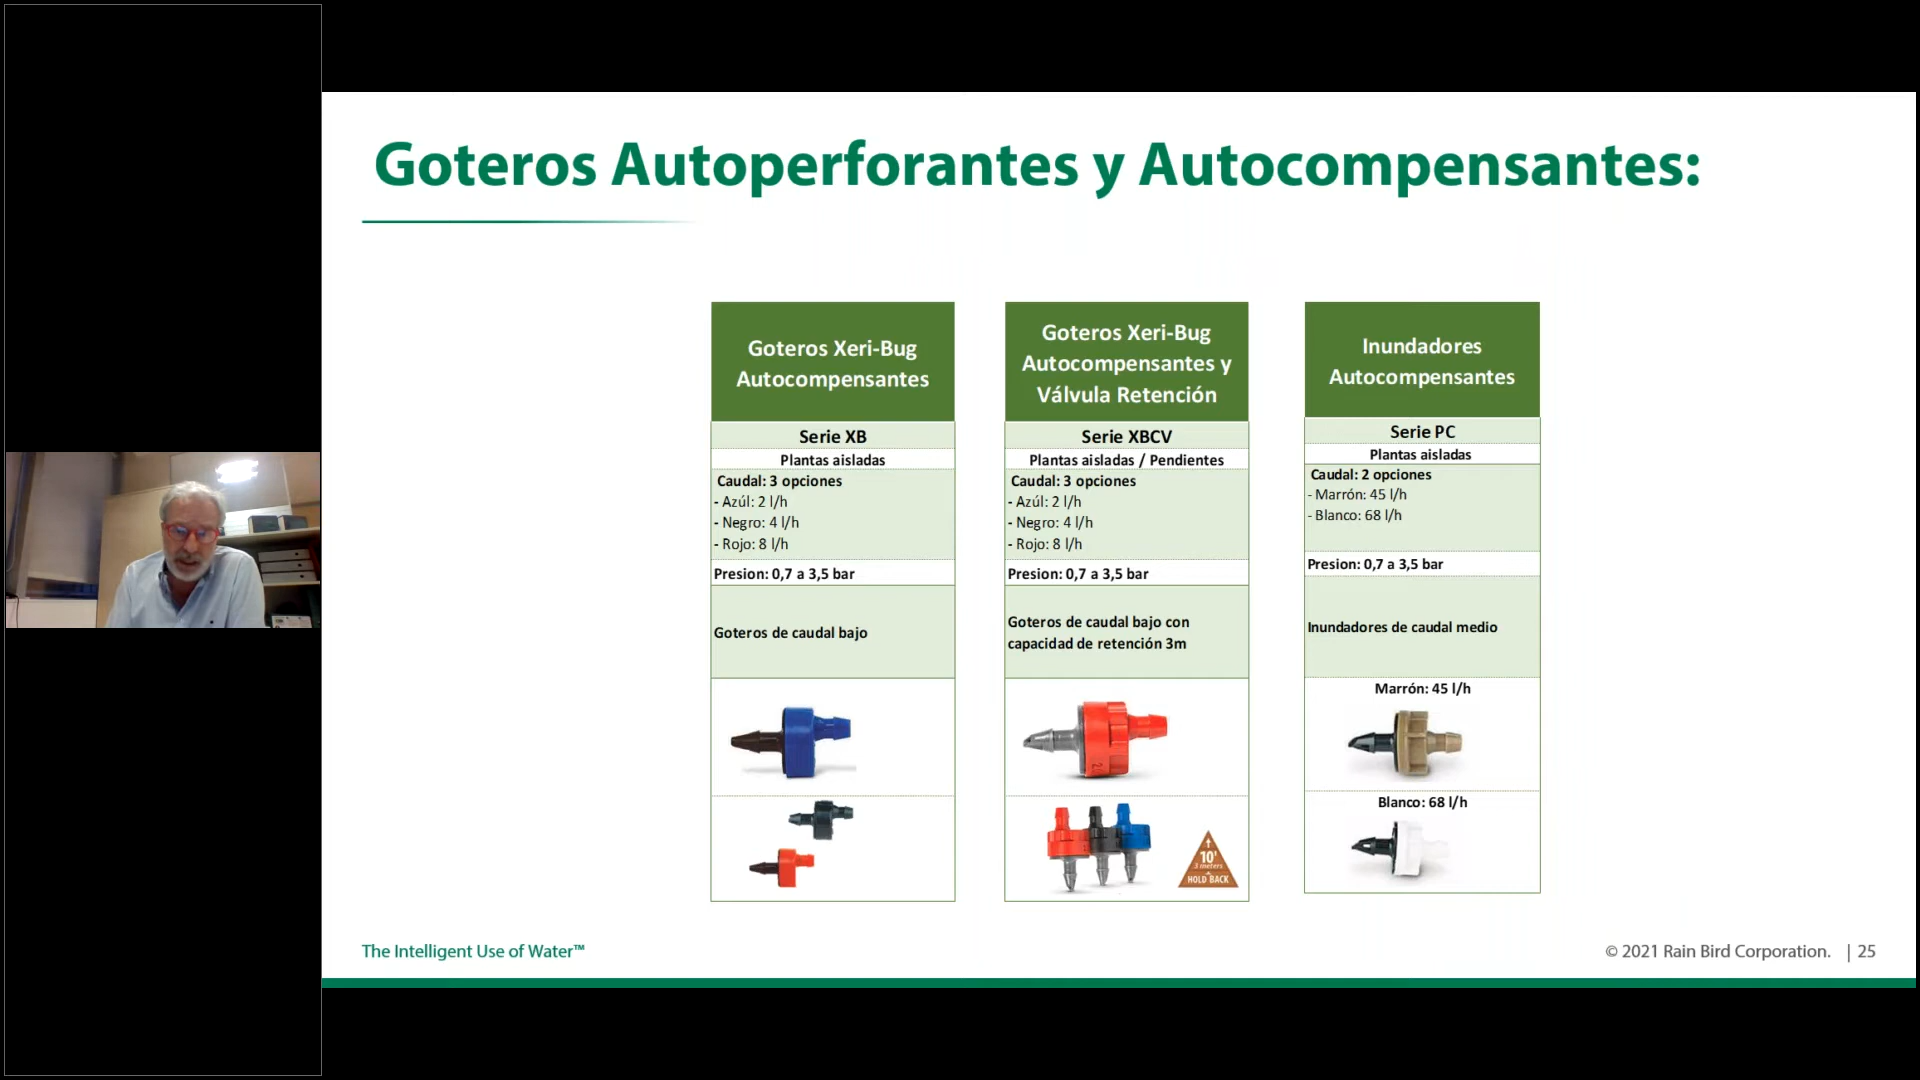 Goteros Autoperforantes y Autocompensantes:
Goteros Xeri-Bug
Autocompensantes
Serie XB
Plantas aisladas
Caudal: 3 opciones
- Azúl: 2 l/h
- Negro: 4 l/h
- Rojo: 8 l/h
Presion: 0,7 a 3,5 bar
Goteros de caudal bajo
Goteros Xeri-Bug
Autocompensantes y
Válvula Retención
Serie XBCV
Plantas aisladas / Pendientes
Caudal: 3 opciones
- Azúl: 2 l/h
- Negro: 4 l/h
- Rojo: 8 l/h
Presion: 0,7 a 3,5 bar
Goteros de caudal bajo con
capacidad de retención 3m
10'
3 meters
HOLD BACK
Inundadores
Autocompensantes
Serie PC
Plantas aisladas
Caudal: 2 opciones
- Marrón: 45 l/h
- Blanco: 68 l/h
Presion: 0,7 a 3,5 bar
Inundadores de caudal medio
Marrón: 45 l/h
Blanco: 68 l/h
The Intelligent Use of Water™
© 2021 Rain Bird Corporation. | 25